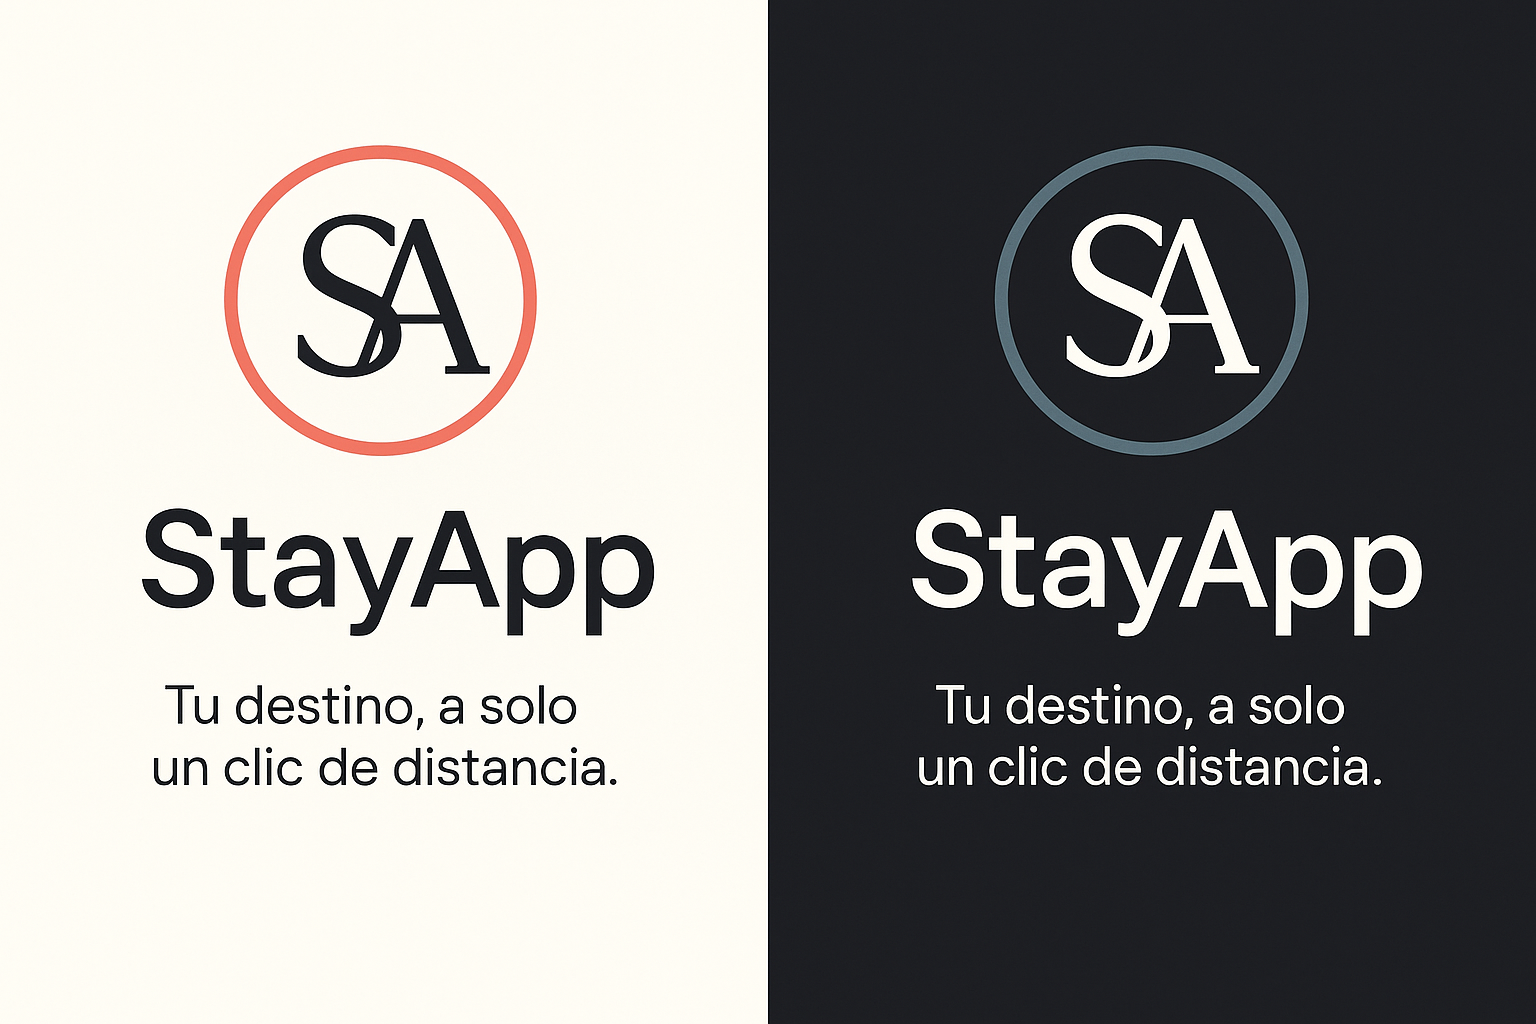 SA
StayApp
Tu destino, a solo
un clic de distancia.
SA
StayApp
Tu destino, a solo
un clic de distancia.